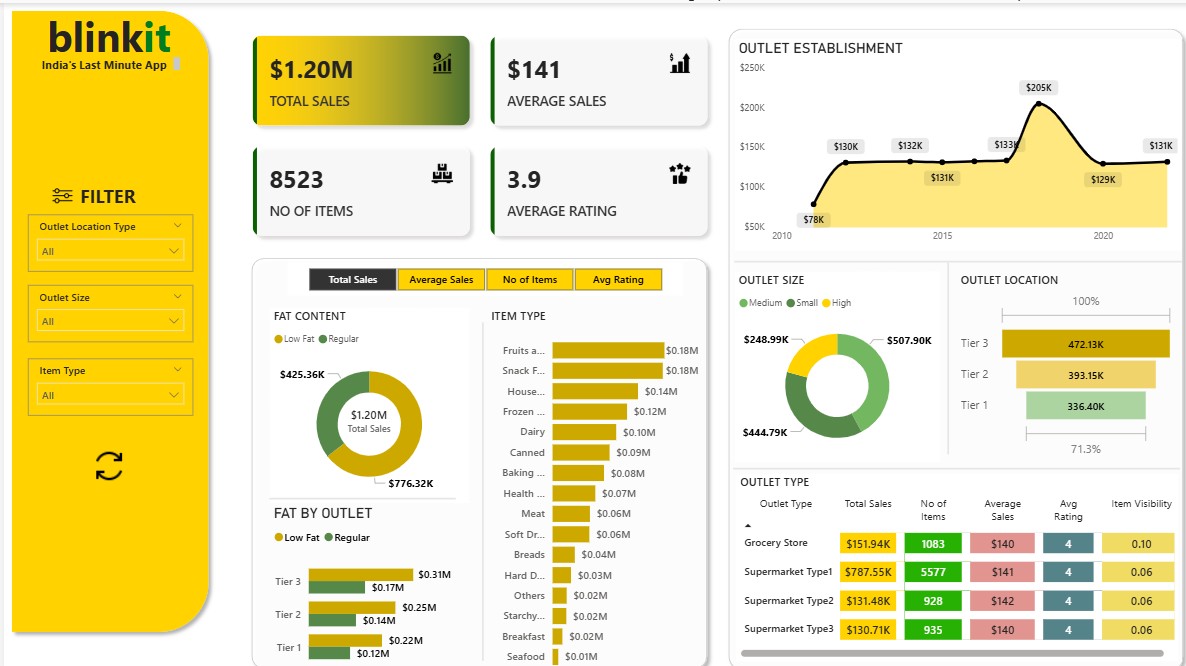 blinkit
India's Last Minute App
FILTER
Outlet Location Type
All
Outlet Size
All
Item Type
All
$1.20M
TOTAL SALES
$141
AVERAGE SALES
8523
NO OF ITEMS
3.9
AVERAGE RATING
Total Sales
Average Sales
No of Items
Avg Rating
FAT CONTENT
Low Fat
Regular
$425.36K
$1.20M
Total Sales
$776.32K
FAT BY OUTLET
Low Fat
Regular
Tier 3
$0.31M
$0.17M
Tier 2
$0.25M
$0.14M
Tier 1
$0.22M
$0.12M
ITEM TYPE
Fruits a... $0.18M
Snack F... $0.18M
House... $0.14M
Frozen ... $0.12M
Dairy $0.10M
Canned $0.09M
Baking ... $0.08M
Health ... $0.07M
Meat $0.06M
Soft Dr... $0.06M
Breads $0.04M
Hard D... $0.03M
Others $0.02M
Starchy... $0.02M
Breakfast $0.02M
Seafood $0.01M
OUTLET ESTABLISHMENT
$250K
$200K
$150K
$100K
$50K
2010
2015
2020
$78K
$130K
$132K
$131K
$133K
$205K
$129K
$131K
OUTLET SIZE
Medium
Small
High
$248.99K
$507.90K
$444.79K
OUTLET LOCATION
100%
Tier 3 472.13K
Tier 2 393.15K
Tier 1 336.40K
71.3%
OUTLET TYPE
Outlet Type Total Sales No of Items Average Sales Avg Rating Item Visibility
Grocery Store $151.94K 1083 $140 4 0.10
Supermarket Type1 $787.55K 5577 $141 4 0.06
Supermarket Type2 $131.48K 928 $142 4 0.06
Supermarket Type3 $130.71K 935 $140 4 0.06